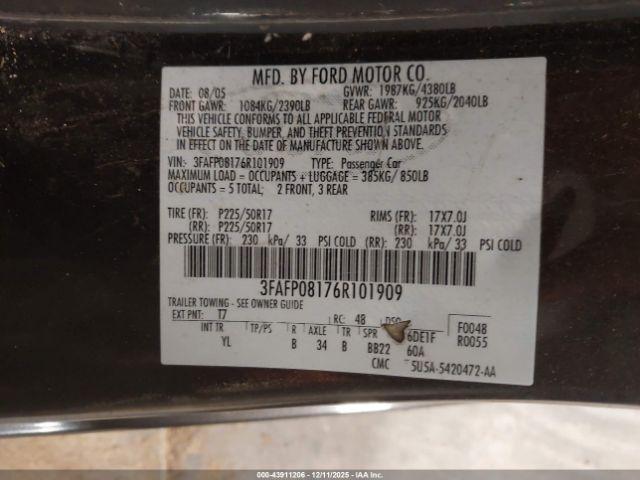 MFD. BY FORD MOTOR CO.
DATE: 08/05 GVWR: 1987KG/4380LB
FRONT GAWR: 1084KG/2390LB REAR GAWR: 925KG/2040LB
THIS VEHICLE CONFORMS TO ALL APPLICABLE FEDERAL MOTOR
VEHICLE SAFETY, BUMPER, AND THEFT PREVENTION STANDARDS
IN EFFECT ON THE DATE OF MANUFACTURE SHOWN ABOVE.
VIN: 3FAFP08176R101909 TYPE: Passenger Car
MAXIMUM LOAD = OCCUPANTS + LUGGAGE = 385KG/ 850LB
OCCUPANTS = 5 TOTAL; 2 FRONT, 3 REAR
TIRE (FR): P225/50R17 RIMS (FR): 17X7.0J
(RR): P225/50R17 (RR): 17X7.0J
PRESSURE (FR): 230 kPa/ 33 PSI COLD (RR): 230 kPa/ 33 PSI COLD
3FAFP08176R101909
TRAILER TOWING - SEE OWNER GUIDE
EXT PNT: T7 RC: 48 DSO: F0048
INT TR TP/PS R AXLE TR SPR 6DE1F R0055
YL B 34 B BB22 60A
CMC 5U5A-5420472-AA
000-43911206 - 12/11/2025 - IAA Inc.